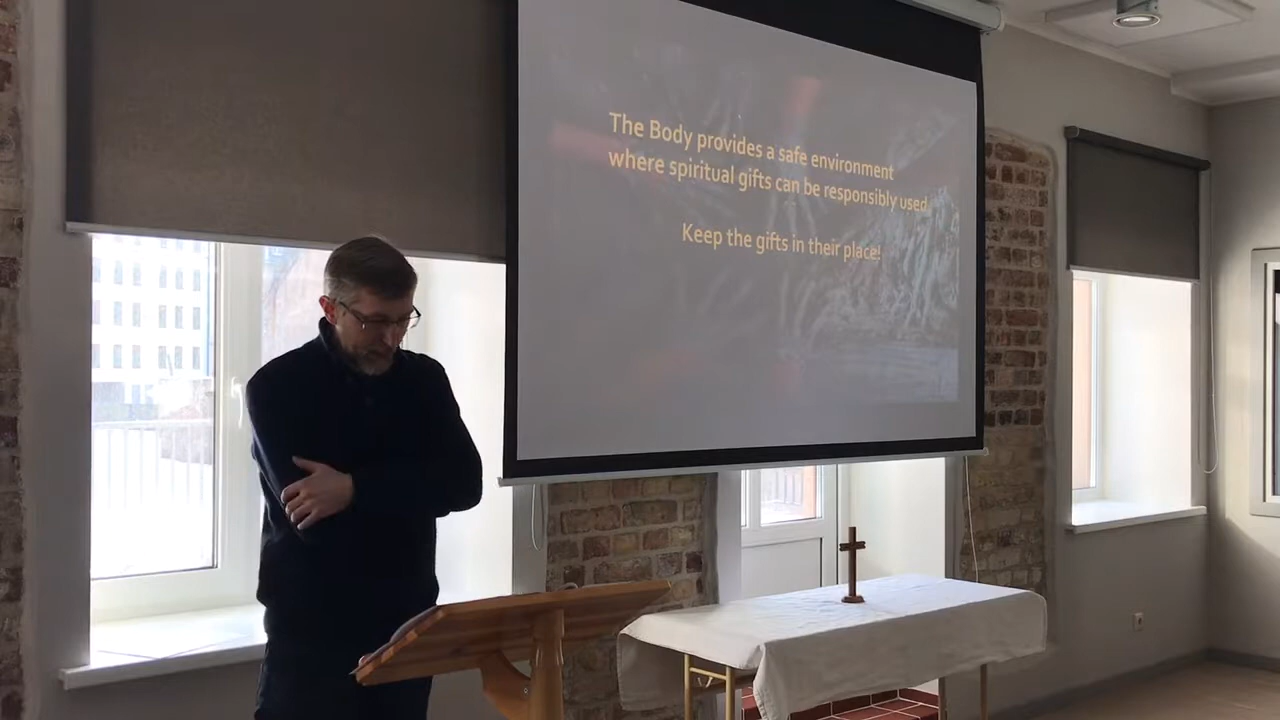 The Body provides a safe environment
where spiritual gifts can be responsibly used
Keep the gifts in their place!